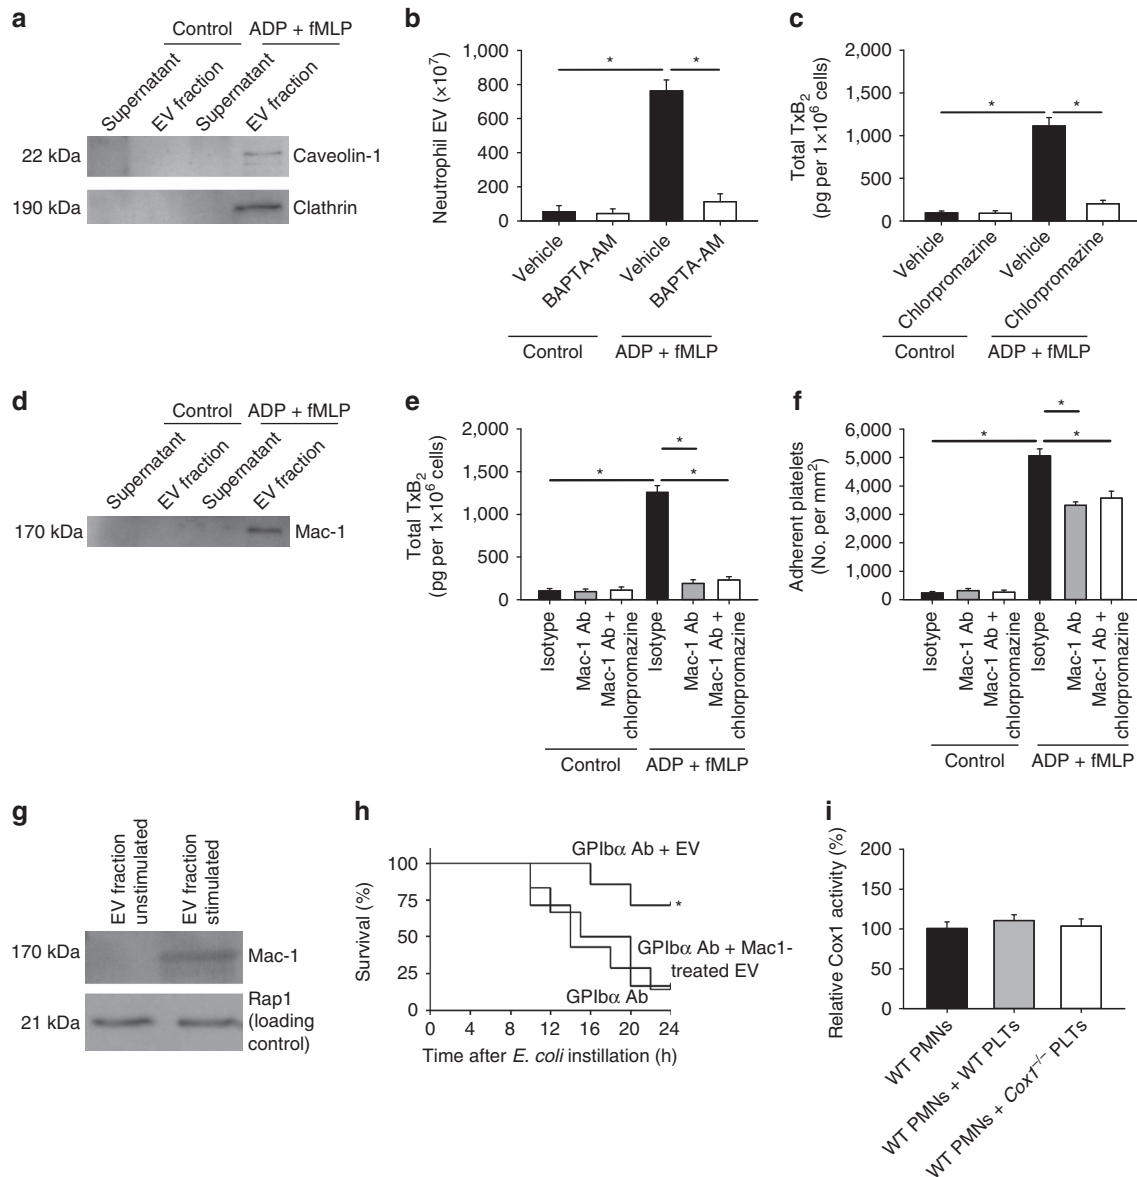 a
Control
ADP + fMLP
Supernatant
EV fraction
Supernatant
EV fraction
22 kDa
Caveolin-1
190 kDa
Clathrin
b
Neutrophil EV (×10⁷)
1,000
800
600
400
200
0
Vehicle
BAPTA-AM
Vehicle
BAPTA-AM
Control
ADP + fMLP
*
*
c
Total TxB₂
(pg per 1×10⁶ cells)
2,000
1,500
1,000
500
0
Vehicle
Chlorpromazine
Vehicle
Chlorpromazine
Control
ADP + fMLP
*
*
d
Control
ADP + fMLP
Supernatant
EV fraction
Supernatant
EV fraction
170 kDa
Mac-1
e
Total TxB₂
(pg per 1×10⁶ cells)
2,000
1,500
1,000
500
0
*
*
*
Isotype
Mac-1 Ab
Mac-1 Ab +
chlorpromazine
Isotype
Mac-1 Ab
Mac-1 Ab +
chlorpromazine
Control
ADP + fMLP
f
Adherent platelets
(No. per mm²)
6,000
5,000
4,000
3,000
2,000
1,000
0
*
*
*
Isotype
Mac-1 Ab
Mac-1 Ab +
chlorpromazine
Isotype
Mac-1 Ab
Mac-1 Ab +
chlorpromazine
Control
ADP + fMLP
g
EV fraction
unstimulated
EV fraction
stimulated
170 kDa
Mac-1
21 kDa
Rap1
(loading
control)
h
Survival (%)
100
75
50
25
0
GPIbα Ab + EV
*
GPIbα Ab + Mac1-
treated EV
GPIbα Ab
0 4 8 12 16 20 24
Time after E. coli instillation (h)
i
Relative Cox1 activity (%)
200
150
100
50
0
WT PMNs
WT PMNs + WT PLTs
WT PMNs + Cox1⁻/⁻ PLTs